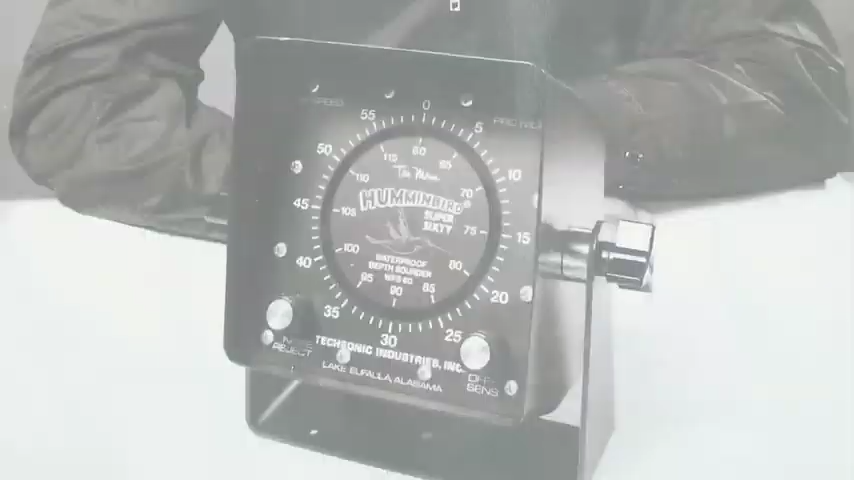 0
5
10
15
20
25
30
35
40
45
50
55
60
65
70
75
80
85
90
95
100
105
110
115
The New
HUMMINBIRD®
SUPER
SIXTY
WATERPROOF
DEPTH SOUNDER
REJECT
TECHSONIC INDUSTRIES, INC.
LAKE EUFAULA, ALABAMA
OFF-
SENS